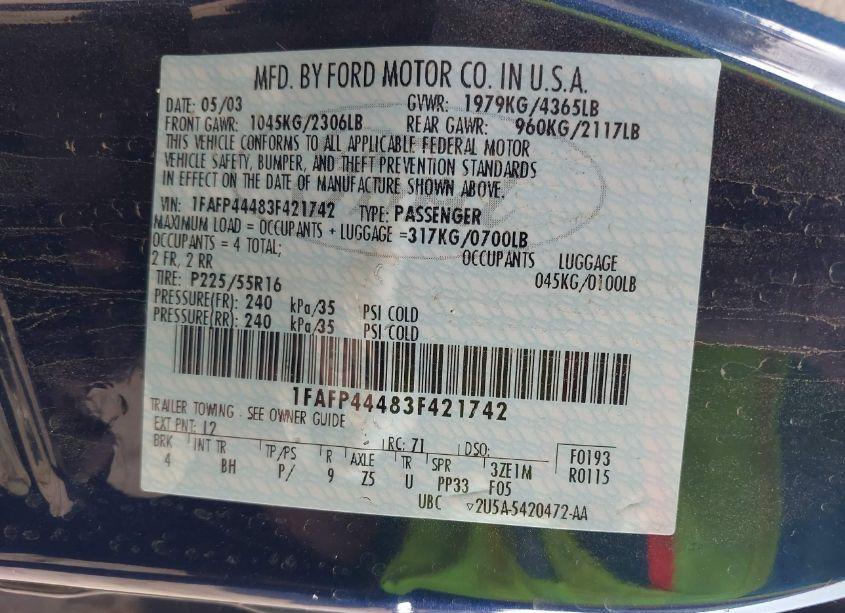 MFD. BY FORD MOTOR CO. IN U.S.A.
DATE: 05/03 GVWR: 1979KG/4365LB
FRONT GAWR: 1045KG/2306LB REAR GAWR: 960KG/2117LB
THIS VEHICLE CONFORMS TO ALL APPLICABLE FEDERAL MOTOR
VEHICLE SAFETY, BUMPER, AND THEFT PREVENTION STANDARDS
IN EFFECT ON THE DATE OF MANUFACTURE SHOWN ABOVE.
VIN: 1FAFP44483F421742 TYPE: PASSENGER
MAXIMUM LOAD = OCCUPANTS + LUGGAGE =317KG/0700LB
OCCUPANTS = 4 TOTAL; OCCUPANTS LUGGAGE
2 FR, 2 RR 045KG/0100LB
TIRE: P225/55R16
PRESSURE(FR): 240 kPa/35 PSI COLD
PRESSURE(RR): 240 kPa/35 PSI COLD
1FAFP44483F421742
TRAILER TOWING - SEE OWNER GUIDE
EXT PNT: 12 RC: 71 DSO: F0193
BRK INT TR TP/PS R AXLE TR SPR 3ZE1M R0115
4 BH P/ 9 Z5 U PP33 F05
UBC ▽2U5A-5420472-AA